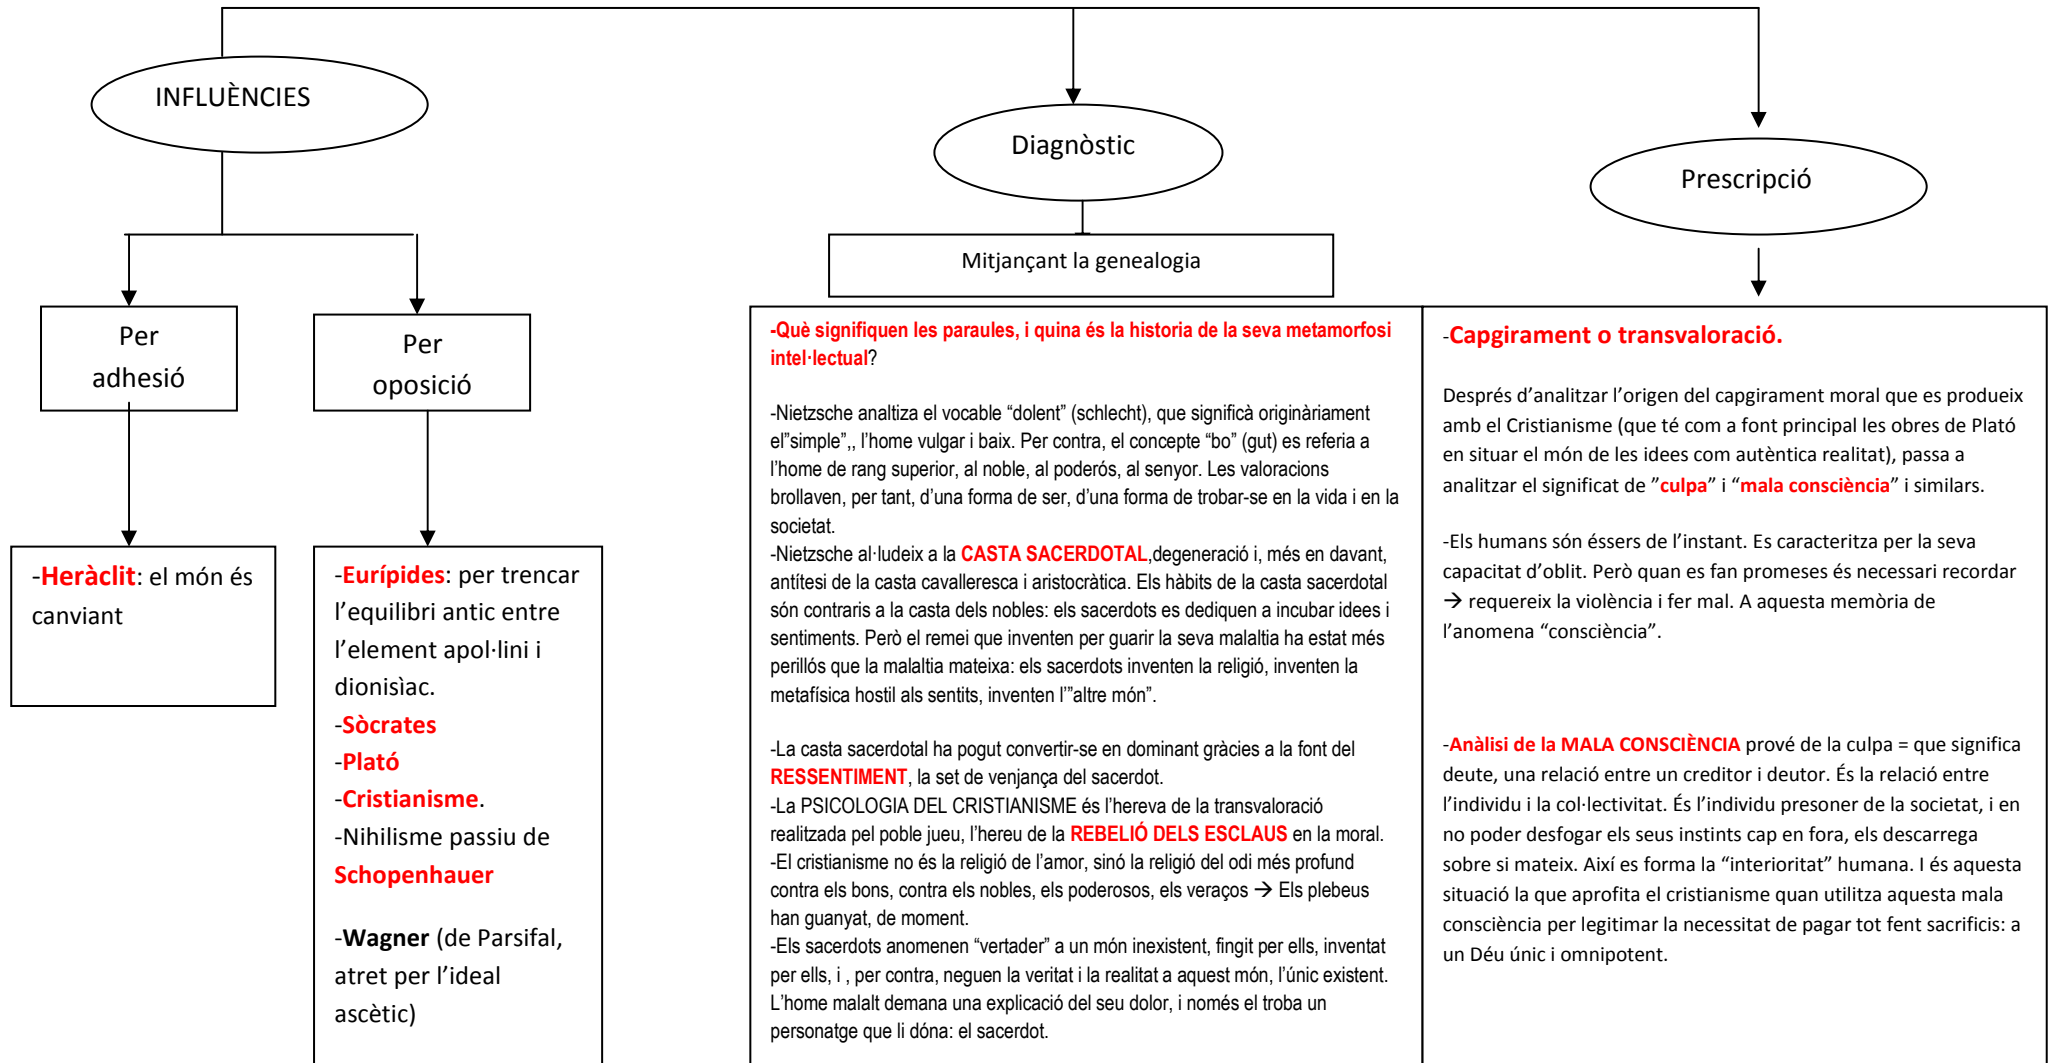 INFLUÈNCIES
Diagnòstic
Prescripció
Mitjançant la genealogia
Per
adhesió
Per
oposició
-Heràclit: el món és
canviant
-Eurípides: per trencar
l’equilibri antic entre
l’element apol·lini i
dionisìac.
-Sòcrates
-Plató
-Cristianisme.
-Nihilisme passiu de
Schopenhauer
-Wagner (de Parsifal,
atret per l’ideal
ascètic)
-Què signifiquen les paraules, i quina és la historia de la seva metamorfosi
intel·lectual?
-Nietzsche analtiza el vocable “dolent” (schlecht), que significà originàriament
el”simple”,, l’home vulgar i baix. Per contra, el concepte “bo” (gut) es referia a
l’home de rang superior, al noble, al poderós, al senyor. Les valoracions
brollaven, per tant, d’una forma de ser, d’una forma de trobar-se en la vida i en la
societat.
-Nietzsche al·ludeix a la CASTA SACERDOTAL,degeneració i, més en davant,
antítesi de la casta cavalleresca i aristocràtica. Els hàbits de la casta sacerdotal
són contraris a la casta dels nobles: els sacerdots es dediquen a incubar idees i
sentiments. Però el remei que inventen per guarir la seva malaltia ha estat més
perillós que la malaltia mateixa: els sacerdots inventen la religió, inventen la
metafísica hostil als sentits, inventen l’”altre món”.
-La casta sacerdotal ha pogut convertir-se en dominant gràcies a la font del
RESSENTIMENT, la set de venjança del sacerdot.
-La PSICOLOGIA DEL CRISTIANISME és l’hereva de la transvaloració
realitzada pel poble jueu, l’hereu de la REBELIÓ DELS ESCLAUS en la moral.
-El cristianisme no és la religió de l’amor, sinó la religió del odi més profund
contra els bons, contra els nobles, els poderosos, els veraços → Els plebeus
han guanyat, de moment.
-Els sacerdots anomenen “vertader” a un món inexistent, fingit per ells, inventat
per ells, i , per contra, neguen la veritat i la realitat a aquest món, l’únic existent.
L’home malalt demana una explicació del seu dolor, i només el troba un
personatge que li dóna: el sacerdot.
-Capgirament o transvaloració.
Després d’analitzar l’origen del capgirament moral que es produeix
amb el Cristianisme (que té com a font principal les obres de Plató
en situar el món de les idees com autèntica realitat), passa a
analitzar el significat de ”culpa” i “mala consciència” i similars.
-Els humans són éssers de l’instant. Es caracteritza per la seva
capacitat d’oblit. Però quan es fan promeses és necessari recordar
→ requereix la violència i fer mal. A aquesta memòria de
l’anomena “consciència”.
-Anàlisi de la MALA CONSCIÈNCIA prové de la culpa = que significa
deute, una relació entre un creditor i deutor. És la relació entre
l’individu i la col·lectivitat. És l’individu presoner de la societat, i en
no poder desfogar els seus instints cap en fora, els descarrega
sobre si mateix. Així es forma la “interioritat” humana. I és aquesta
situació la que aprofita el cristianisme quan utilitza aquesta mala
consciència per legitimar la necessitat de pagar tot fent sacrificis: a
un Déu únic i omnipotent.